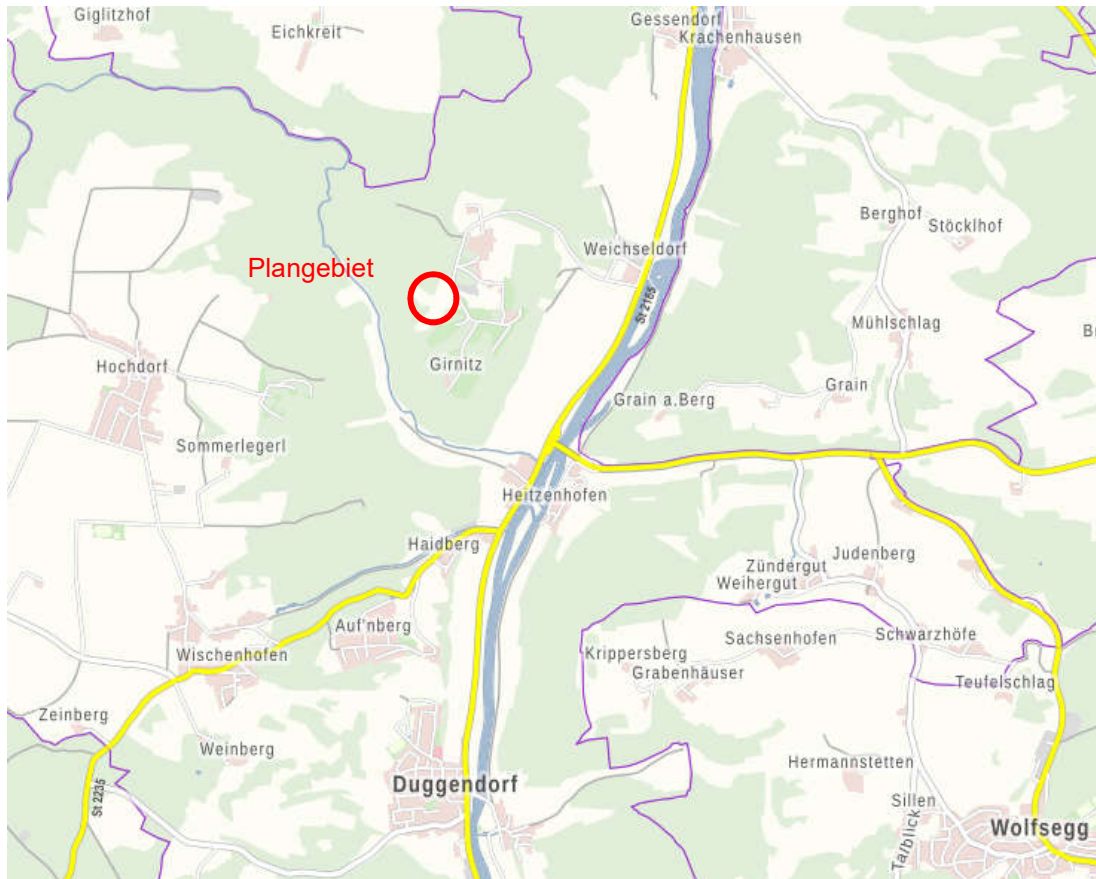 Giglitzhof
Eichkreit
Gessendorf
Krachenhausen
Berghof
Stöcklhof
Weichseldorf
Plangebiet
St 2165
Mühlschlag
Hochdorf
Girnitz
Grain
Grain a.Berg
Sommerlegerl
Heitzenhofen
Haidberg
Judenberg
Zündergut
Weihergut
Auf'nberg
Sachsenhofen
Schwarzhöfe
Wischenhofen
Krippersberg
Grabenhäuser
Teufelschlag
Zeinberg
Weinberg
Hermannstetten
St 2235
Duggendorf
Sillen
Wolfsegg